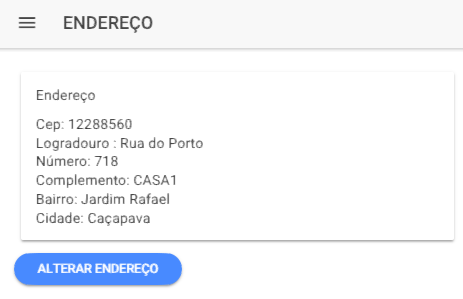 ENDEREÇO
Endereço
Cep: 12288560
Logradouro : Rua do Porto
Número: 718
Complemento: CASA1
Bairro: Jardim Rafael
Cidade: Caçapava
ALTERAR ENDEREÇO